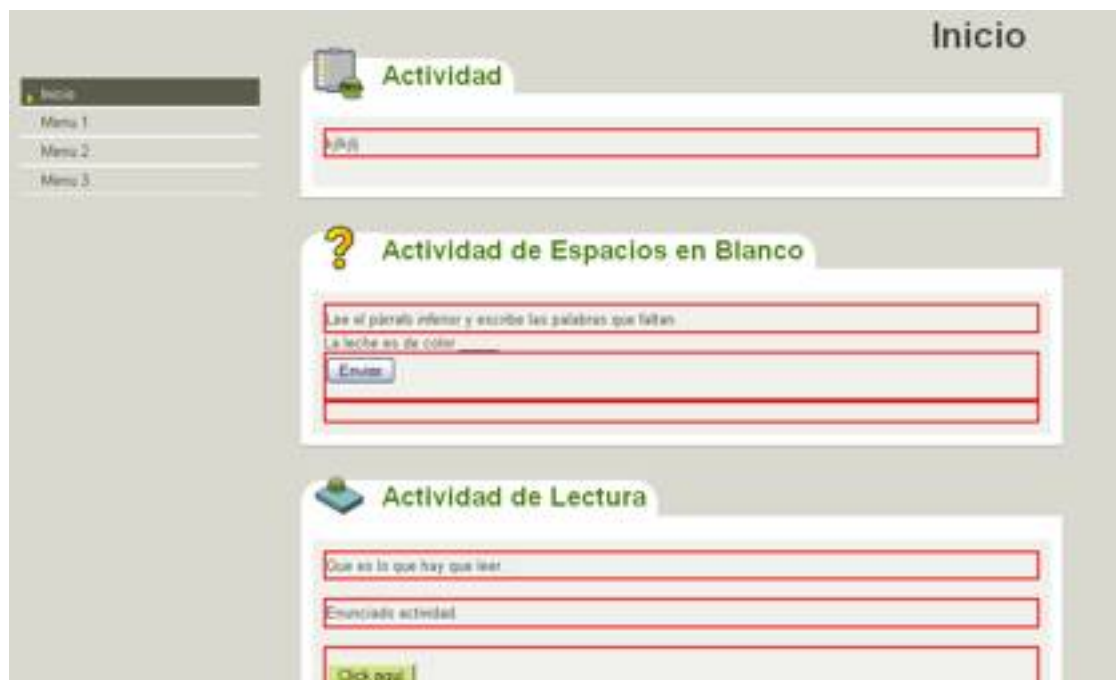 Inicio
Inicio
Menu 1
Menu 2
Menu 3
Actividad
Actividad de Espacios en Blanco
Lee el párrafo inferior y escribe las palabras que faltan
La leche es de color _____
Enviar
Actividad de Lectura
Que es lo que hay que leer
Enunciado actividad
Click aquí